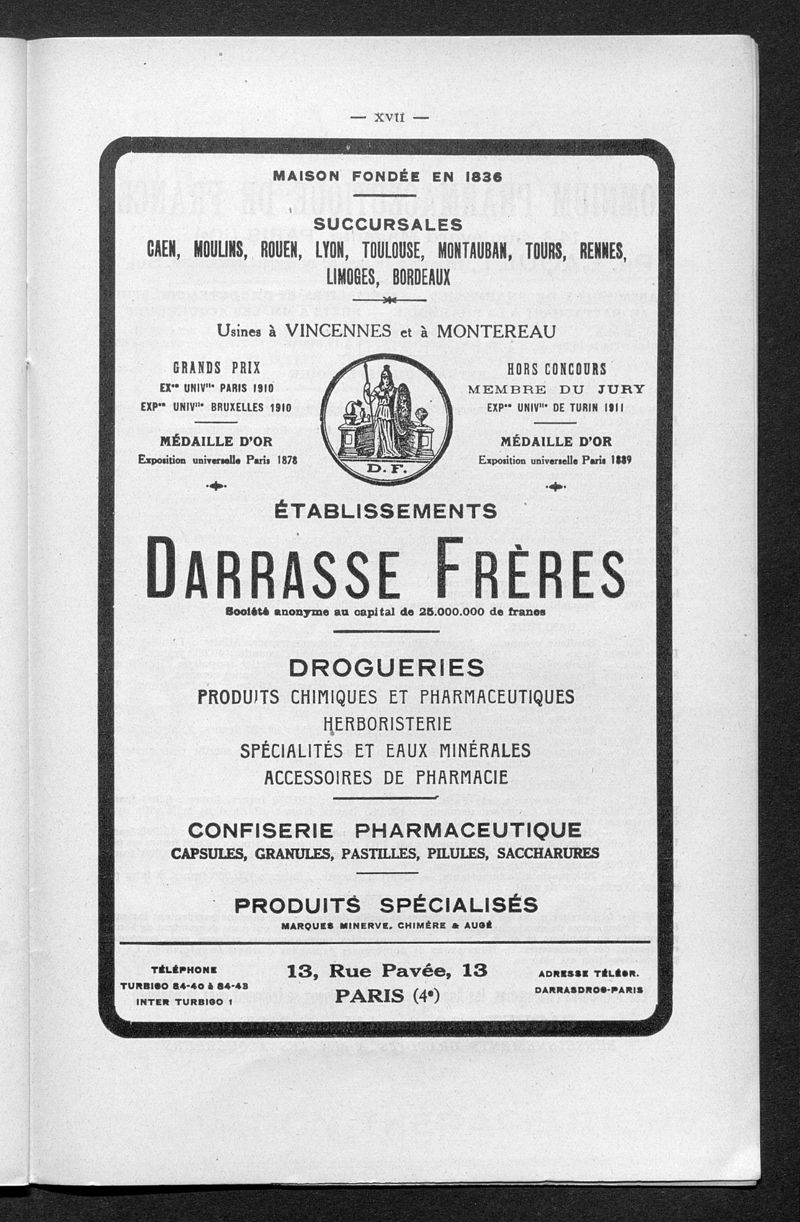 — XVII —
MAISON FONDÉE EN 1836
SUCCURSALES
CAEN, MOULINS, ROUEN, LYON, TOULOUSE, MONTAUBAN, TOURS, RENNES,
LIMOGES, BORDEAUX
Usines à VINCENNES et à MONTEREAU
GRANDS PRIX
EXon UNIVlle PARIS 1910
EXPon UNIVlle BRUXELLES 1910
MÉDAILLE D'OR
Exposition universelle Paris 1878
D. F.
HORS CONCOURS
MEMBRE DU JURY
EXPon UNIVlle DE TURIN 1911
MÉDAILLE D'OR
Exposition universelle Paris 1889
ÉTABLISSEMENTS
DARRASSE FRÈRES
Société anonyme au capital de 25.000.000 de francs
DROGUERIES
PRODUITS CHIMIQUES ET PHARMACEUTIQUES
HERBORISTERIE
SPÉCIALITÉS ET EAUX MINÉRALES
ACCESSOIRES DE PHARMACIE
CONFISERIE PHARMACEUTIQUE
CAPSULES, GRANULES, PASTILLES, PILULES, SACCHARURES
PRODUITS SPÉCIALISÉS
MARQUES MINERVE, CHIMÈRE & AUGÉ
TÉLÉPHONE
TURBIGO 84-40 à 84-43
INTER TURBIGO 1
13, Rue Pavée, 13
PARIS (4e)
ADRESSE TÉLÉGR.
DARRASDROG-PARIS